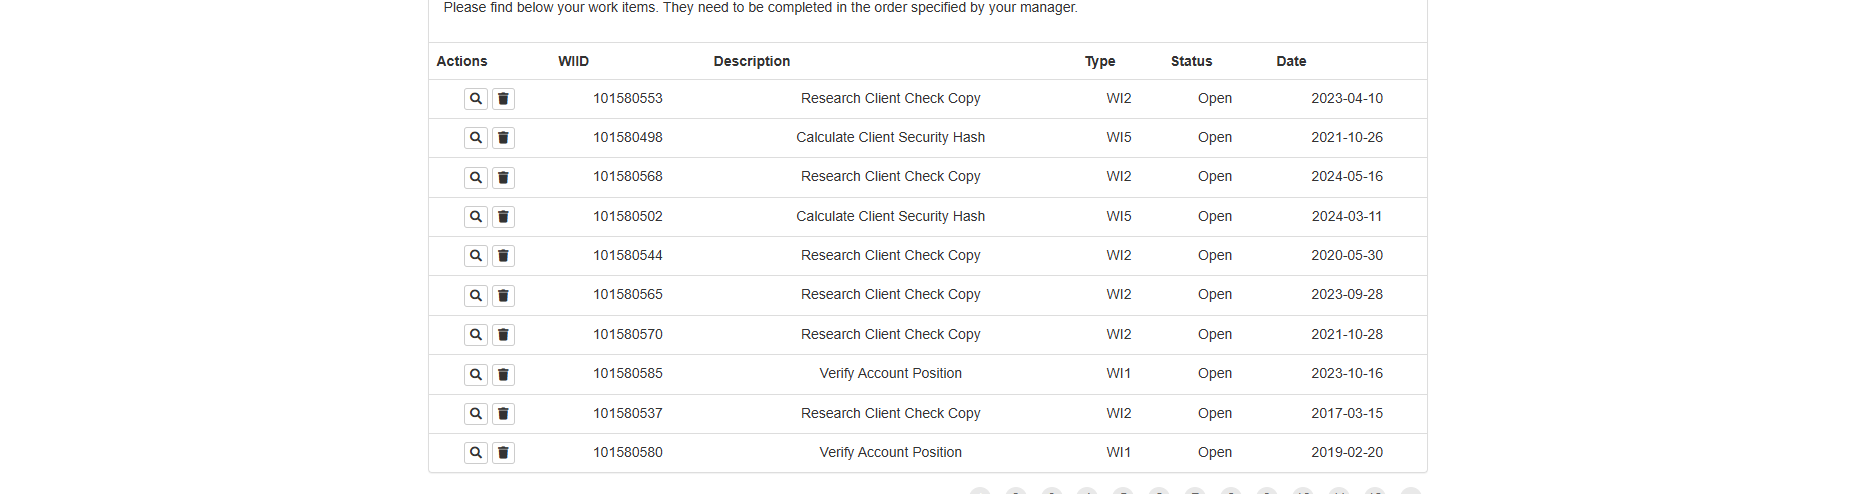 Please find below your work items. They need to be completed in the order specified by your manager.
Actions WIID Description Type Status Date
101580553 Research Client Check Copy WI2 Open 2023-04-10
101580498 Calculate Client Security Hash WI5 Open 2021-10-26
101580568 Research Client Check Copy WI2 Open 2024-05-16
101580502 Calculate Client Security Hash WI5 Open 2024-03-11
101580544 Research Client Check Copy WI2 Open 2020-05-30
101580565 Research Client Check Copy WI2 Open 2023-09-28
101580570 Research Client Check Copy WI2 Open 2021-10-28
101580585 Verify Account Position WI1 Open 2023-10-16
101580537 Research Client Check Copy WI2 Open 2017-03-15
101580580 Verify Account Position WI1 Open 2019-02-20